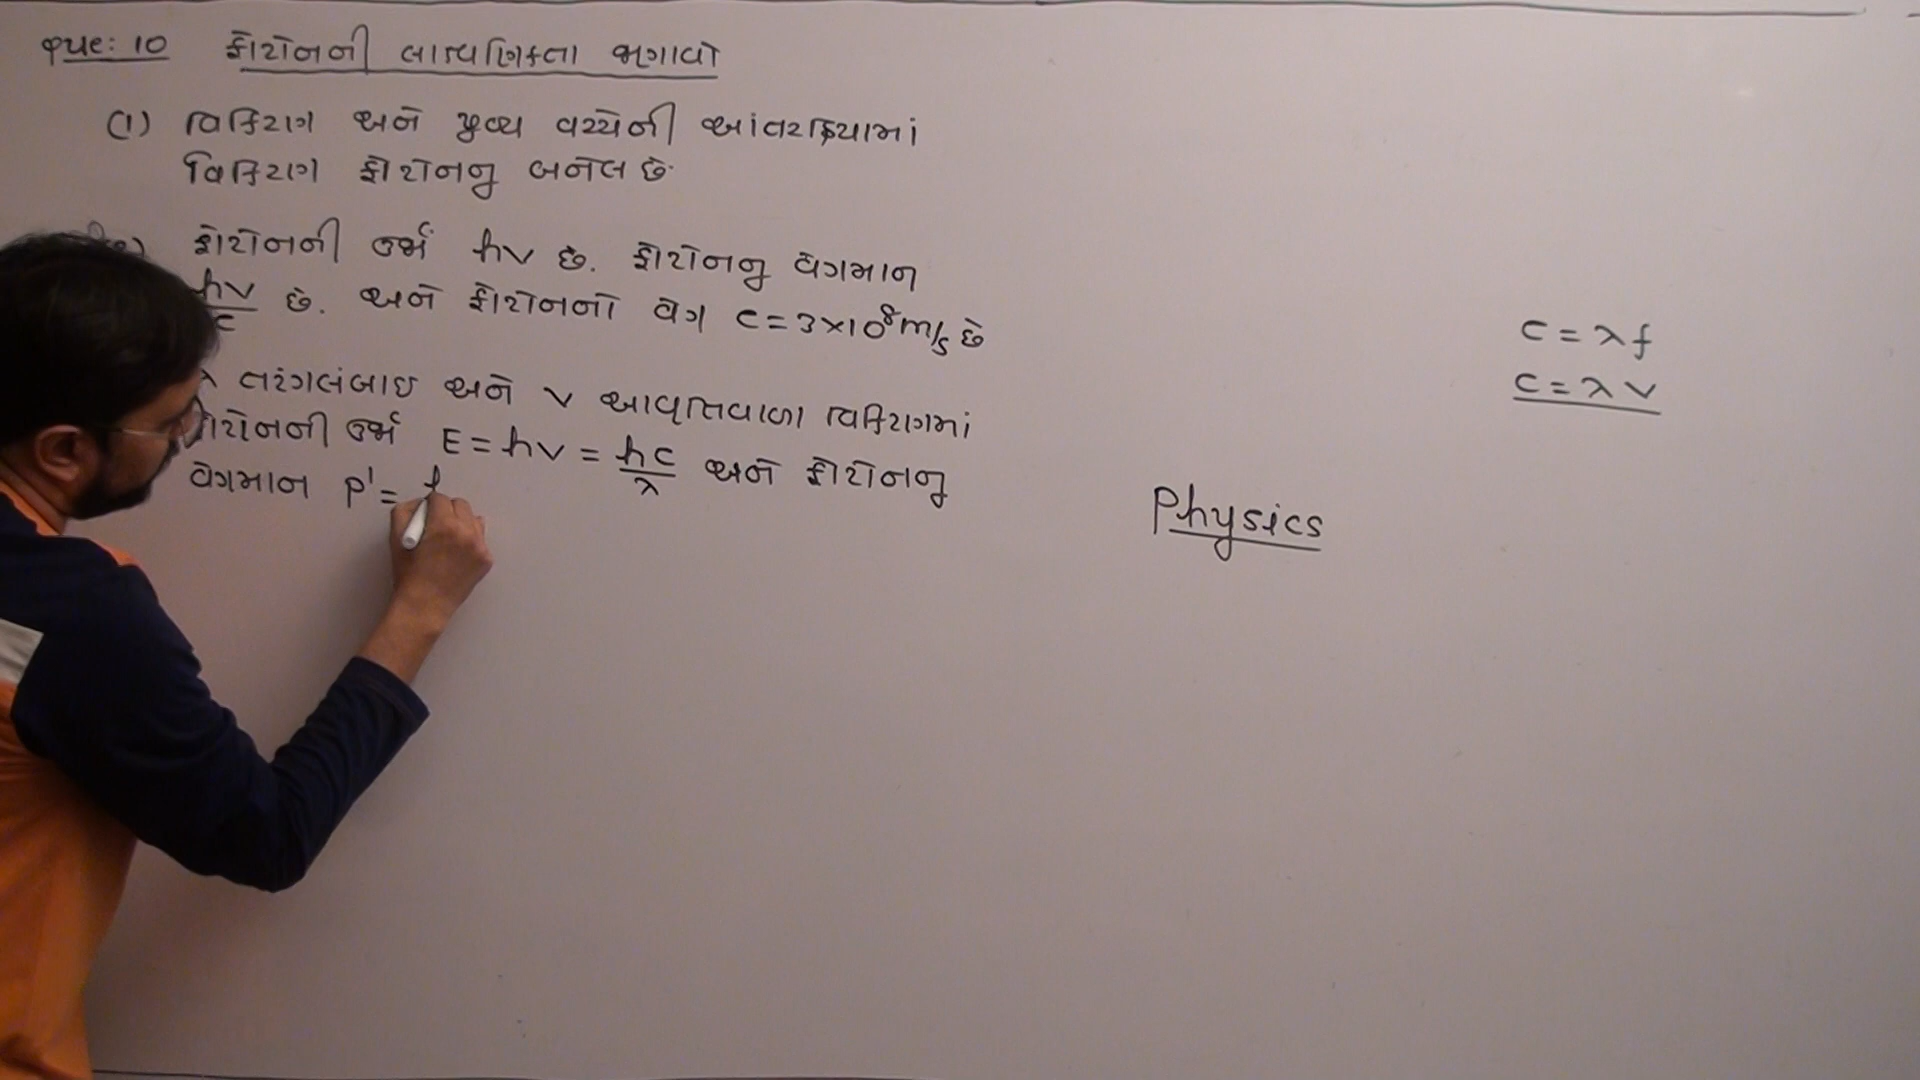 પ્રશ્ન: 10 ફોટોનની લાક્ષણિકતા જણાવો
(1) વિકિરણ અને દ્રવ્ય વચ્ચેની આંતરક્રિયામાં
વિકિરણ ફોટોનનુ બનેલ છે.
ફોટોનની ઉર્જા hν છે. ફોટોનનુ વેગમાન
hν/c છે. અને ફોટોનનો વેગ c = 3×10⁸ m/s છે
λ તરંગલંબાઇ અને ν આવૃત્તિવાળા વિકિરણમાં
ફોટોનની ઉર્જા E = hν = hc/λ અને ફોટોનનુ
વેગમાન p' =
c = λf
c = λν
Physics